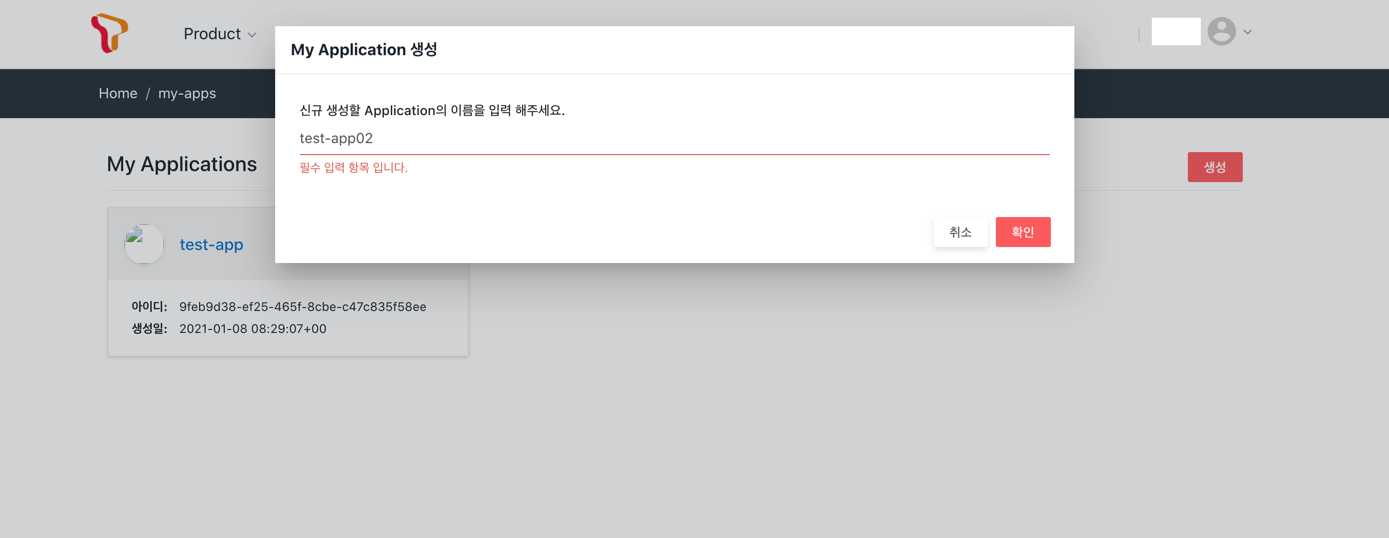 Product
My Application 생성
Home / my-apps
신규 생성할 Application의 이름을 입력 해주세요.
test-app02
필수 입력 항목 입니다.
My Applications
생성
취소
확인
test-app
아이디: 9feb9d38-ef25-465f-8cbe-c47c835f58ee
생성일: 2021-01-08 08:29:07+00